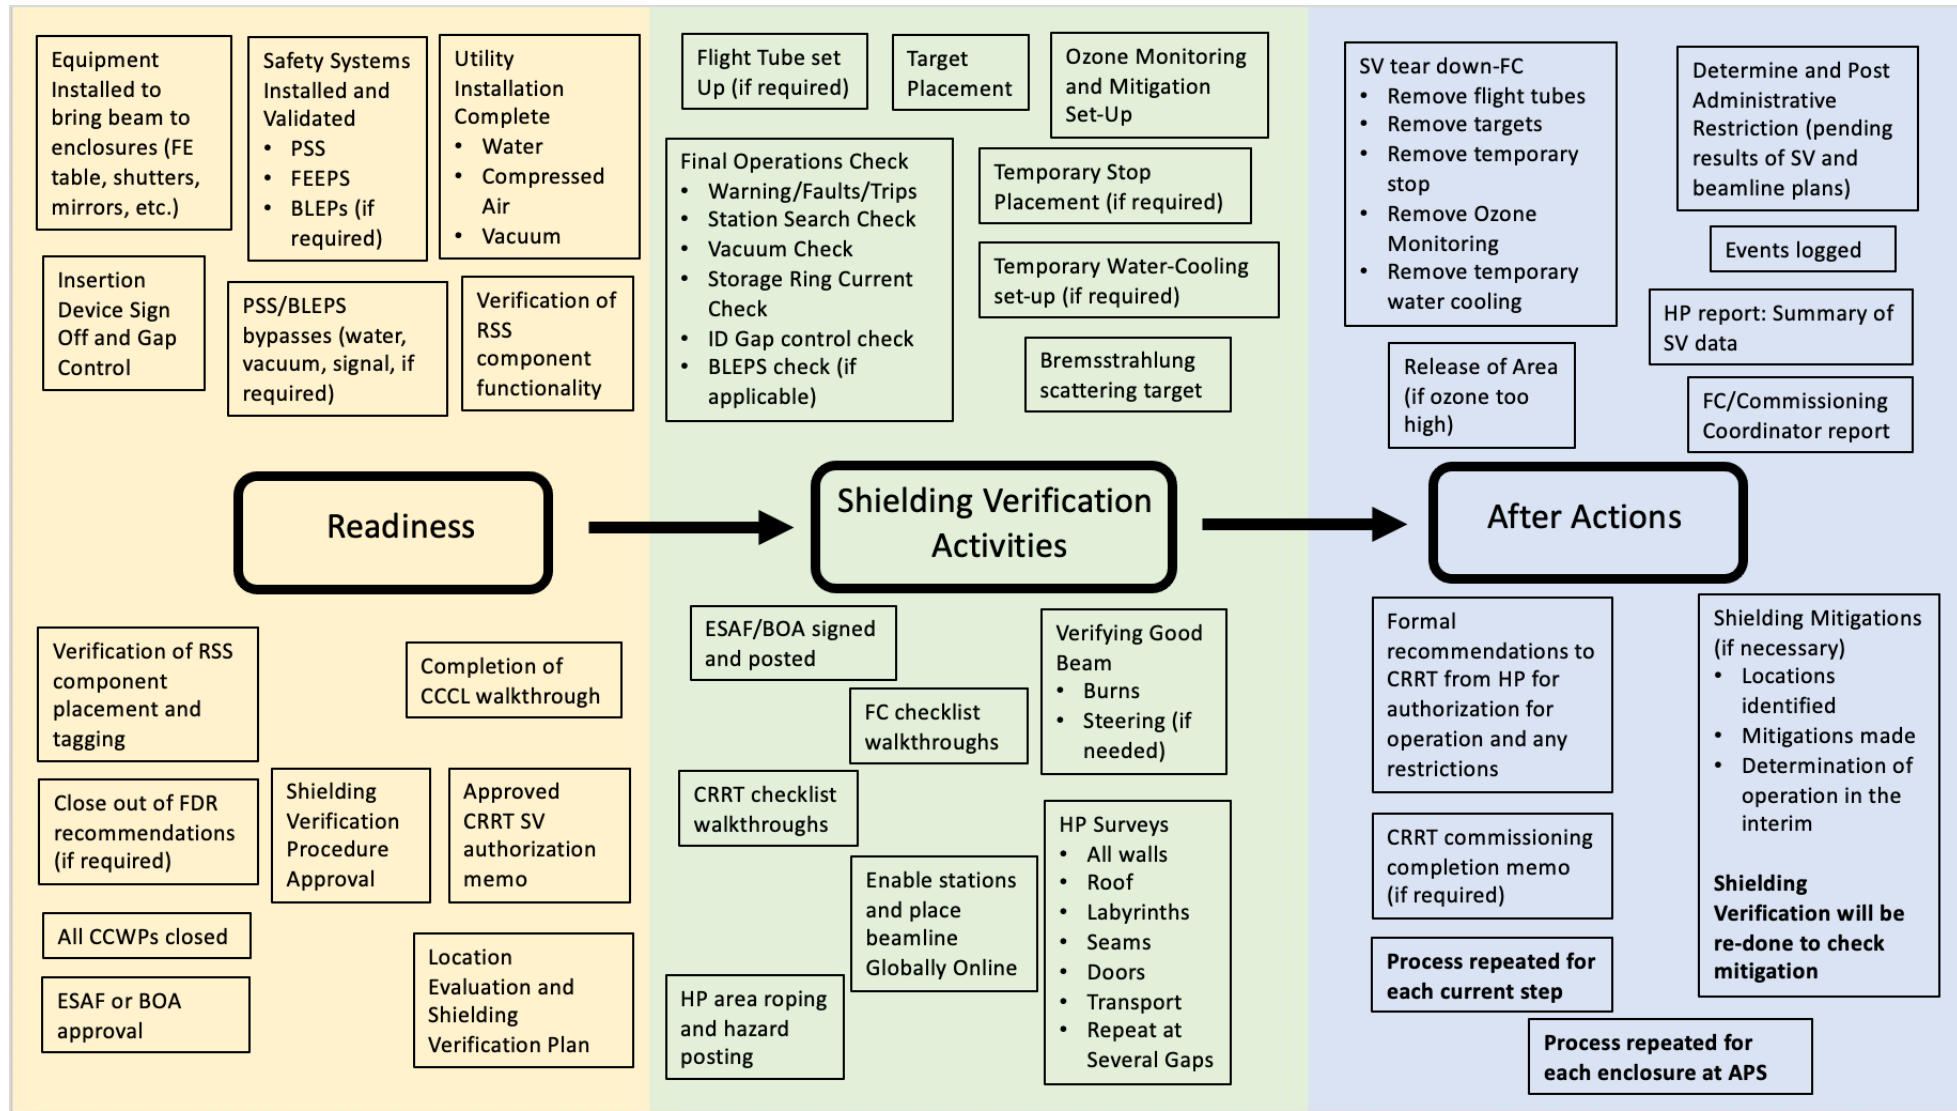 Equipment
Installed to
bring beam to
enclosures (FE
table, shutters,
mirrors, etc.)
Safety Systems
Installed and
Validated
• PSS
• FEEPS
• BLEPs (if
required)
Utility
Installation
Complete
• Water
• Compressed
Air
• Vacuum
Insertion
Device Sign
Off and Gap
Control
PSS/BLEPS
bypasses (water,
vacuum, signal, if
required)
Verification of
RSS
component
functionality
Readiness
Verification of RSS
component
placement and
tagging
Completion of
CCCL walkthrough
Close out of FDR
recommendations
(if required)
Shielding
Verification
Procedure
Approval
Approved
CRRT SV
authorization
memo
All CCWPs closed
ESAF or BOA
approval
Location
Evaluation and
Shielding
Verification Plan
Flight Tube set
Up (if required)
Target
Placement
Ozone Monitoring
and Mitigation
Set-Up
Final Operations Check
• Warning/Faults/Trips
• Station Search Check
• Vacuum Check
• Storage Ring Current
Check
• ID Gap control check
• BLEPS check (if
applicable)
Temporary Stop
Placement (if required)
Temporary Water-Cooling
set-up (if required)
Bremsstrahlung
scattering target
Shielding Verification
Activities
ESAF/BOA signed
and posted
Verifying Good
Beam
• Burns
• Steering (if
needed)
FC checklist
walkthroughs
CRRT checklist
walkthroughs
HP Surveys
• All walls
• Roof
• Labyrinths
• Seams
• Doors
• Transport
• Repeat at
Several Gaps
Enable stations
and place
beamline
Globally Online
HP area roping
and hazard
posting
SV tear down-FC
• Remove flight tubes
• Remove targets
• Remove temporary
stop
• Remove Ozone
Monitoring
• Remove temporary
water cooling
Determine and Post
Administrative
Restriction (pending
results of SV and
beamline plans)
Events logged
HP report: Summary of
SV data
Release of Area
(if ozone too
high)
FC/Commissioning
Coordinator report
After Actions
Formal
recommendations to
CRRT from HP for
authorization for
operation and any
restrictions
Shielding Mitigations
(if necessary)
• Locations
identified
• Mitigations made
• Determination of
operation in the
interim
Shielding
Verification will be
re-done to check
mitigation
CRRT commissioning
completion memo
(if required)
Process repeated for
each current step
Process repeated for
each enclosure at APS